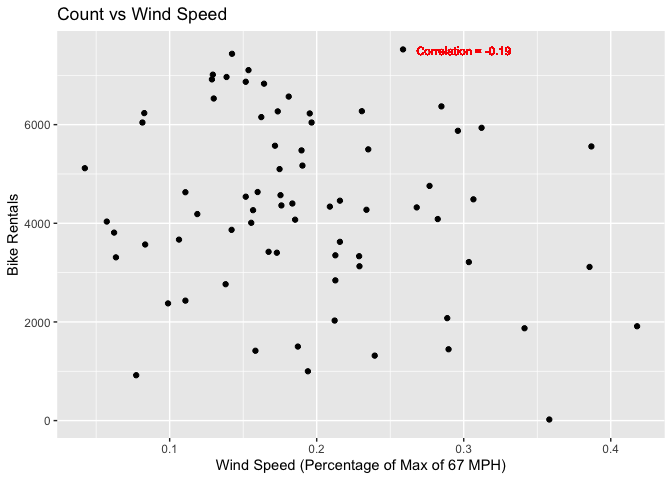 Count vs Wind Speed
Correlation = -0.19
Bike Rentals
6000
4000
2000
0
0.1
0.2
0.3
0.4
Wind Speed (Percentage of Max of 67 MPH)